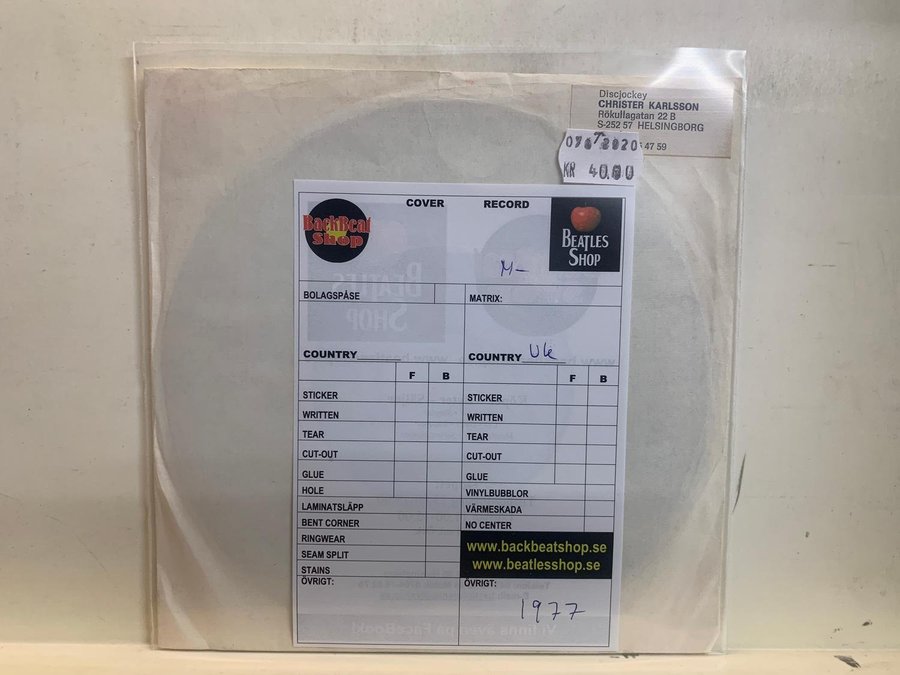 Discjockey
CHRISTER KARLSSON
Rökullagatan 22 B
S-252 57 HELSINGBORG
47 59
KR 40.00
COVER RECORD
BackBeat
Shop
BEATLES
SHOP
M-
BOLAGSPÅSE MATRIX:
COUNTRY COUNTRY UK
F B F B
STICKER STICKER
WRITTEN WRITTEN
TEAR TEAR
CUT-OUT CUT-OUT
GLUE GLUE
HOLE VINYLBUBBLOR
LAMINATSLÄPP VÄRMESKADA
BENT CORNER NO CENTER
RINGWEAR
SEAM SPLIT
STAINS
www.backbeatshop.se
www.beatlesshop.se
ÖVRIGT: ÖVRIGT:
1977